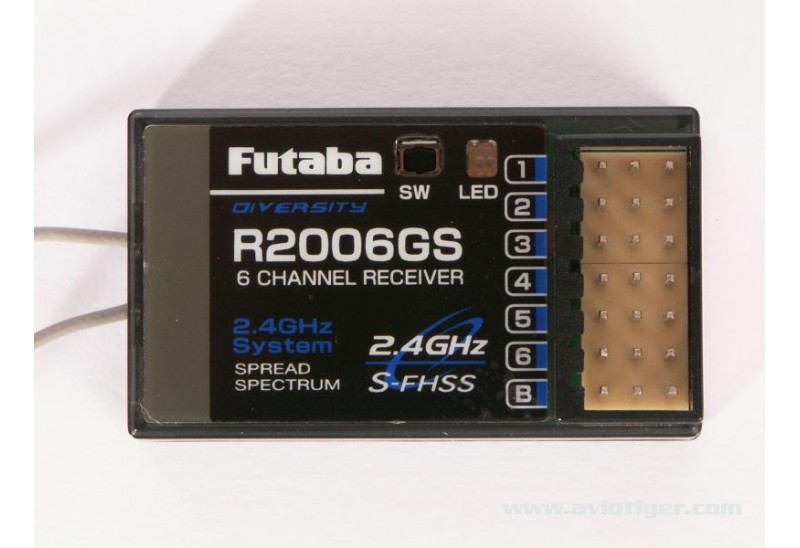 Futaba
SW
LED
DIVERSITY
R2006GS
6 CHANNEL RECEIVER
2.4GHz
System
SPREAD
SPECTRUM
2.4GHz
S-FHSS
1
2
3
4
5
6
B
www.aviotiger.com